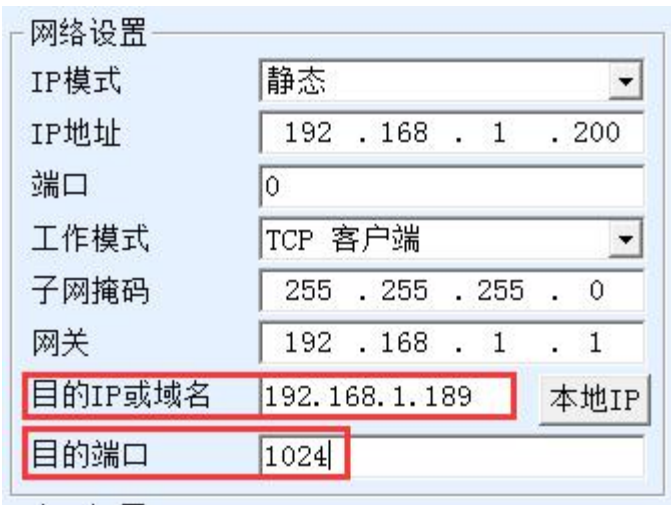 网络设置
IP模式 静态
IP地址 192 . 168 . 1 . 200
端口 0
工作模式 TCP 客户端
子网掩码 255 . 255 . 255 . 0
网关 192 . 168 . 1 . 1
目的IP或域名 192.168.1.189 本地IP
目的端口 1024